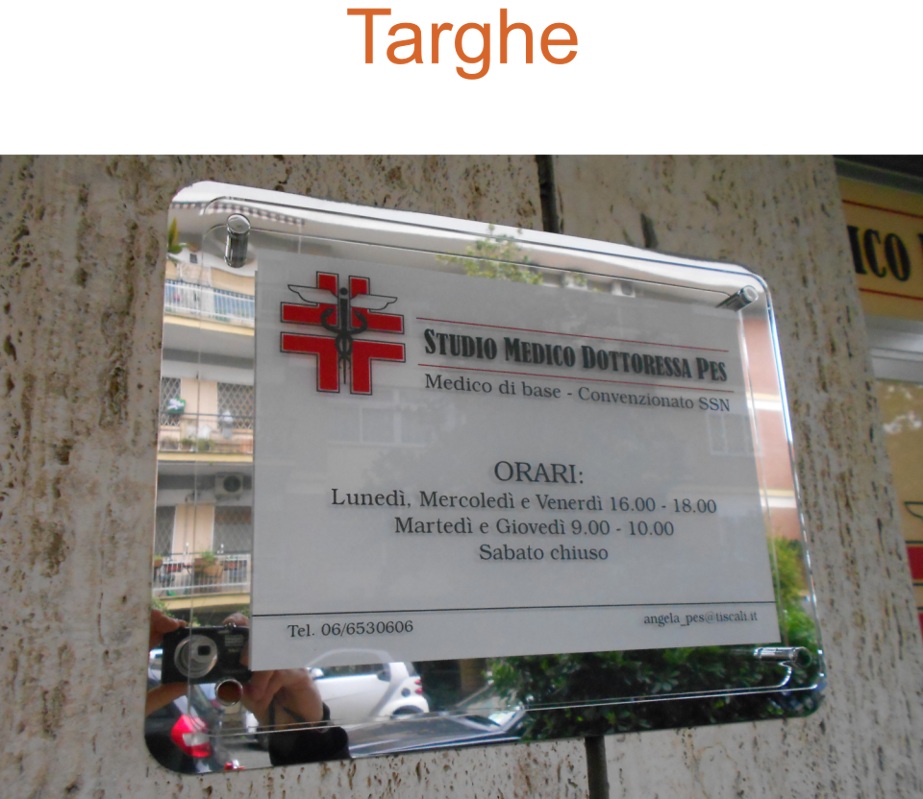 Targhe
STUDIO MEDICO DOTTORESSA PES
Medico di base - Convenzionato SSN
ORARI:
Lunedì, Mercoledì e Venerdì 16.00 - 18.00
Martedì e Giovedì 9.00 - 10.00
Sabato chiuso
Tel. 06/6530606
angela_pes@tiscali.it
ICO